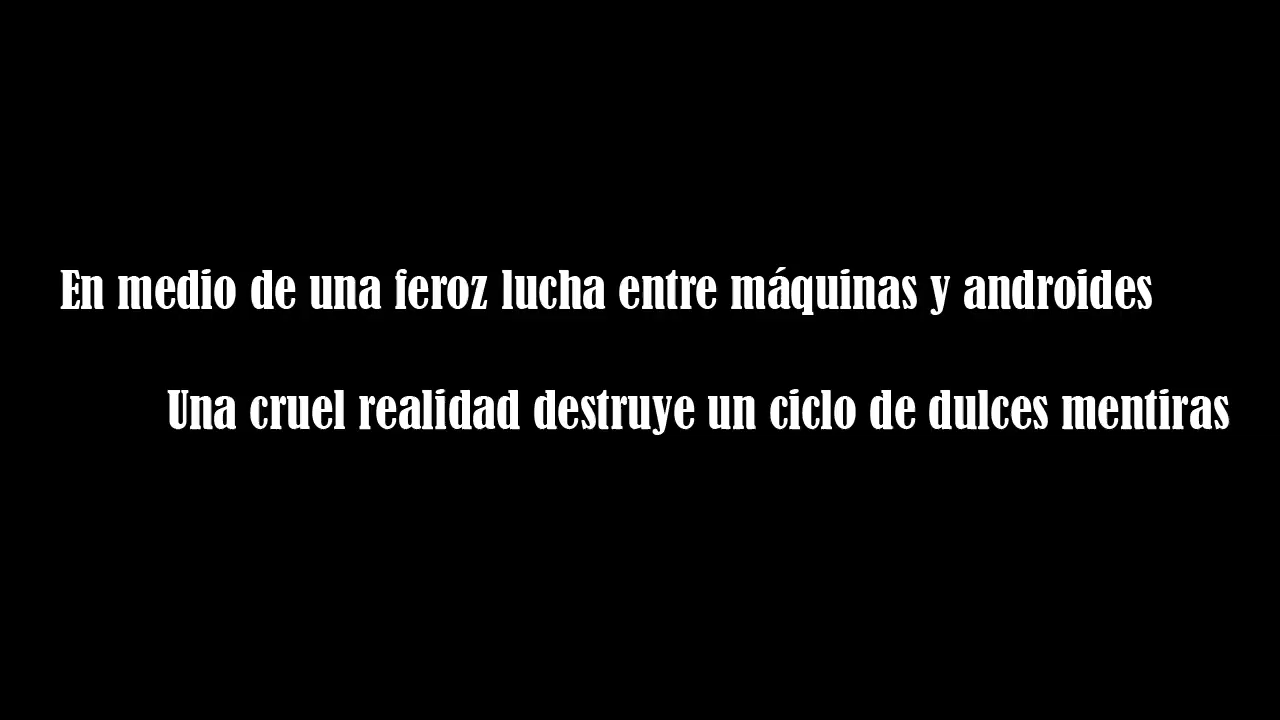 En medio de una feroz lucha entre máquinas y androides
Una cruel realidad destruye un ciclo de dulces mentiras